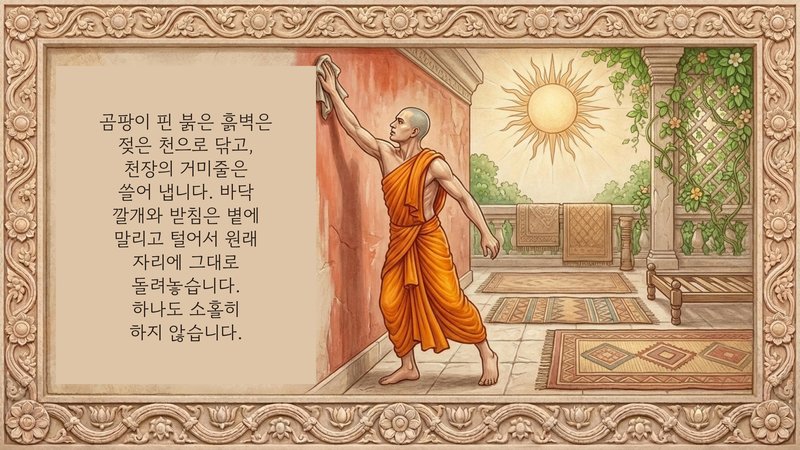 곰팡이 핀 붉은 흙벽은
젖은 천으로 닦고,
천장의 거미줄은
쓸어 냅니다. 바닥
깔개와 받침은 볕에
말리고 털어서 원래
자리에 그대로
돌려놓습니다.
하나도 소홀히
하지 않습니다.